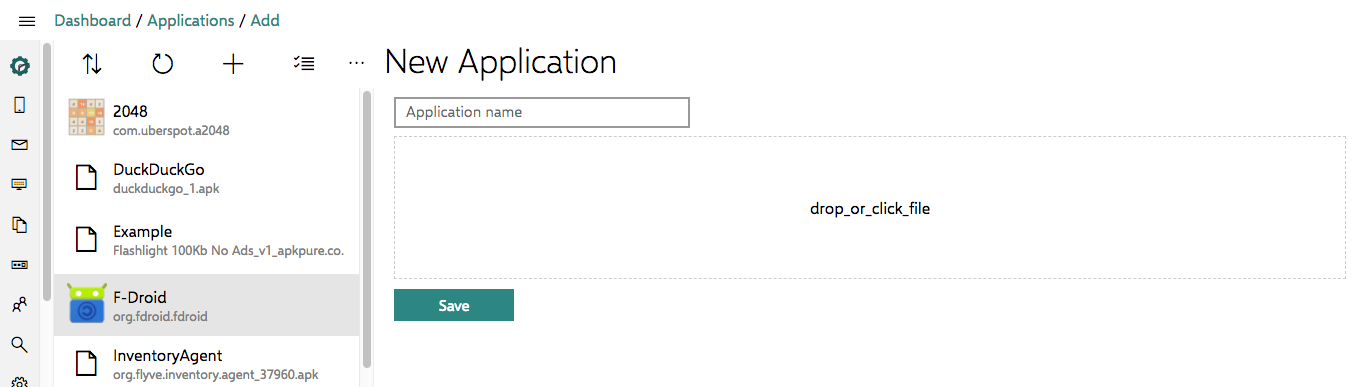 Dashboard / Applications / Add
2048
com.uberspot.a2048
DuckDuckGo
duckduckgo_1.apk
Example
Flashlight 100Kb No Ads_v1_apkpure.co.
F-Droid
org.fdroid.fdroid
InventoryAgent
org.flyve.inventory.agent_37960.apk
New Application
Application name
drop_or_click_file
Save